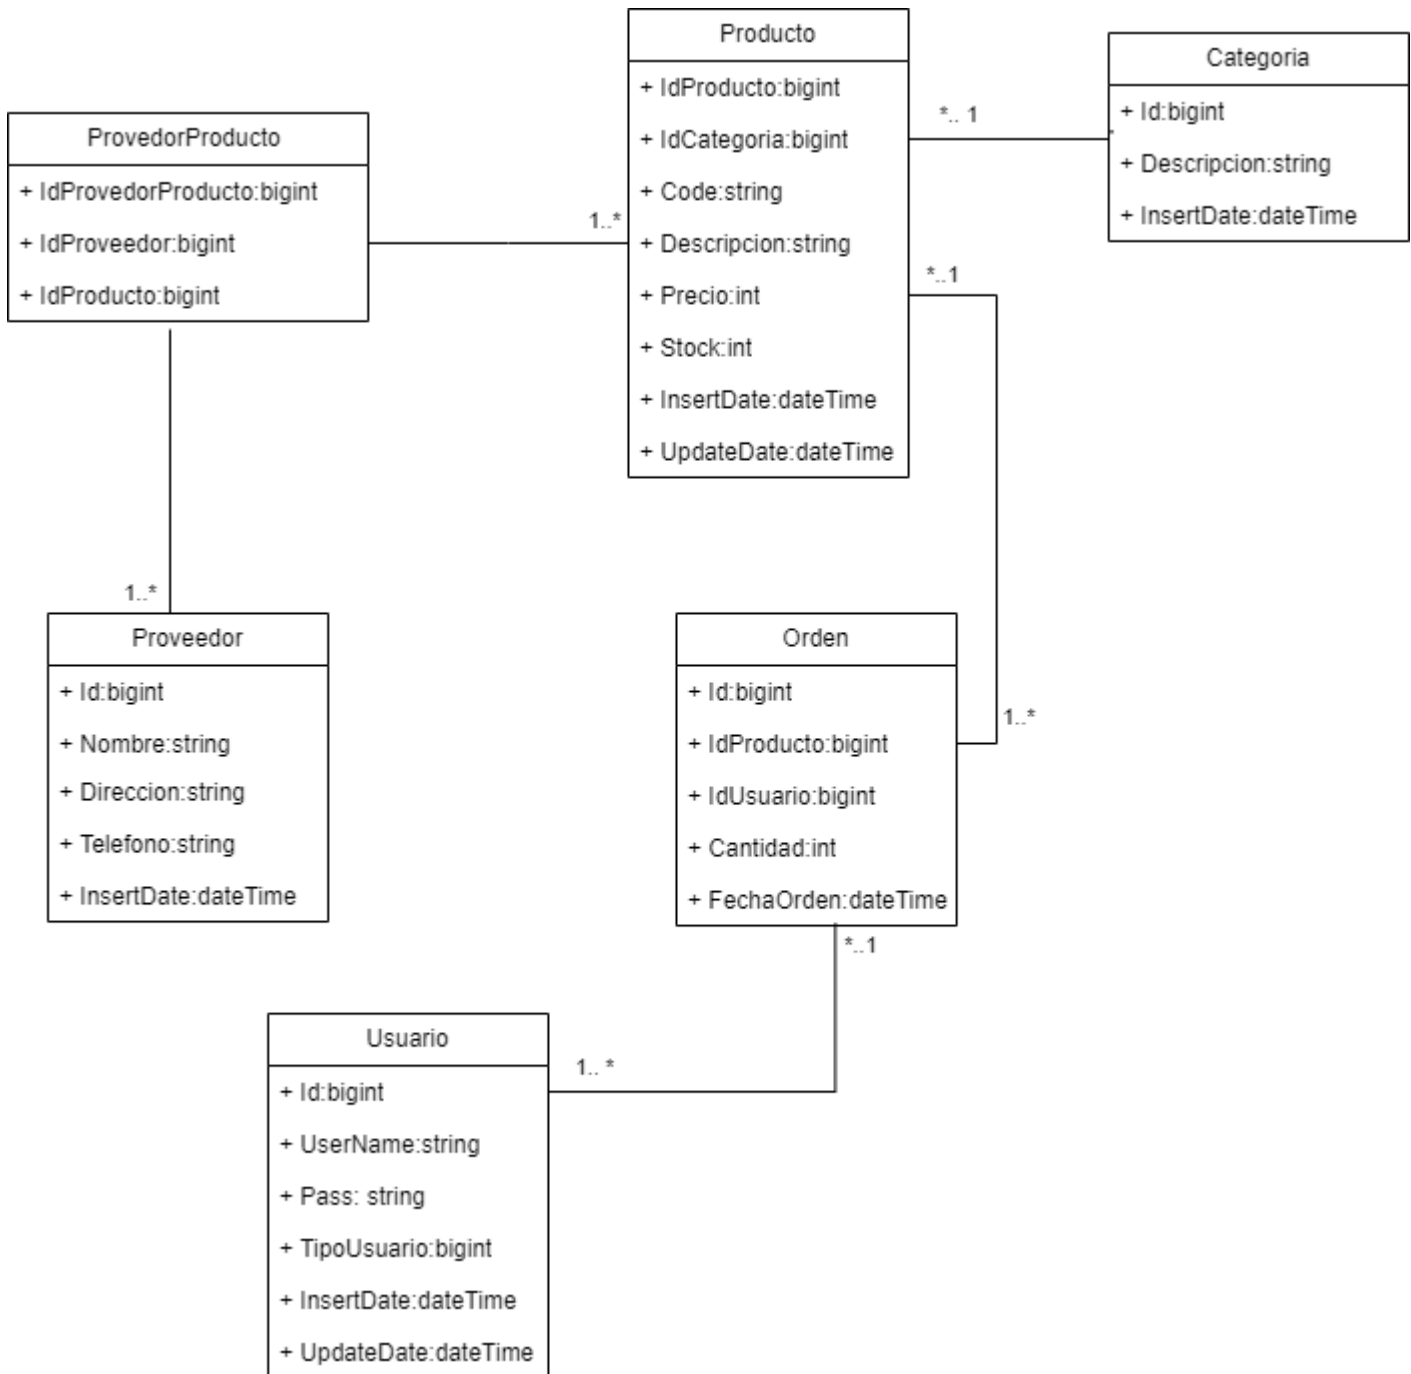 Producto
+ IdProducto:bigint
+ IdCategoria:bigint
+ Code:string
+ Descripcion:string
+ Precio:int
+ Stock:int
+ InsertDate:dateTime
+ UpdateDate:dateTime
Categoria
+ Id:bigint
+ Descripcion:string
+ InsertDate:dateTime
*.. 1
ProvedorProducto
+ IdProvedorProducto:bigint
+ IdProveedor:bigint
+ IdProducto:bigint
1..*
*..1
1..*
Proveedor
+ Id:bigint
+ Nombre:string
+ Direccion:string
+ Telefono:string
+ InsertDate:dateTime
Orden
+ Id:bigint
+ IdProducto:bigint
+ IdUsuario:bigint
+ Cantidad:int
+ FechaOrden:dateTime
1..*
*..1
Usuario
+ Id:bigint
+ UserName:string
+ Pass: string
+ TipoUsuario:bigint
+ InsertDate:dateTime
+ UpdateDate:dateTime
1.. *